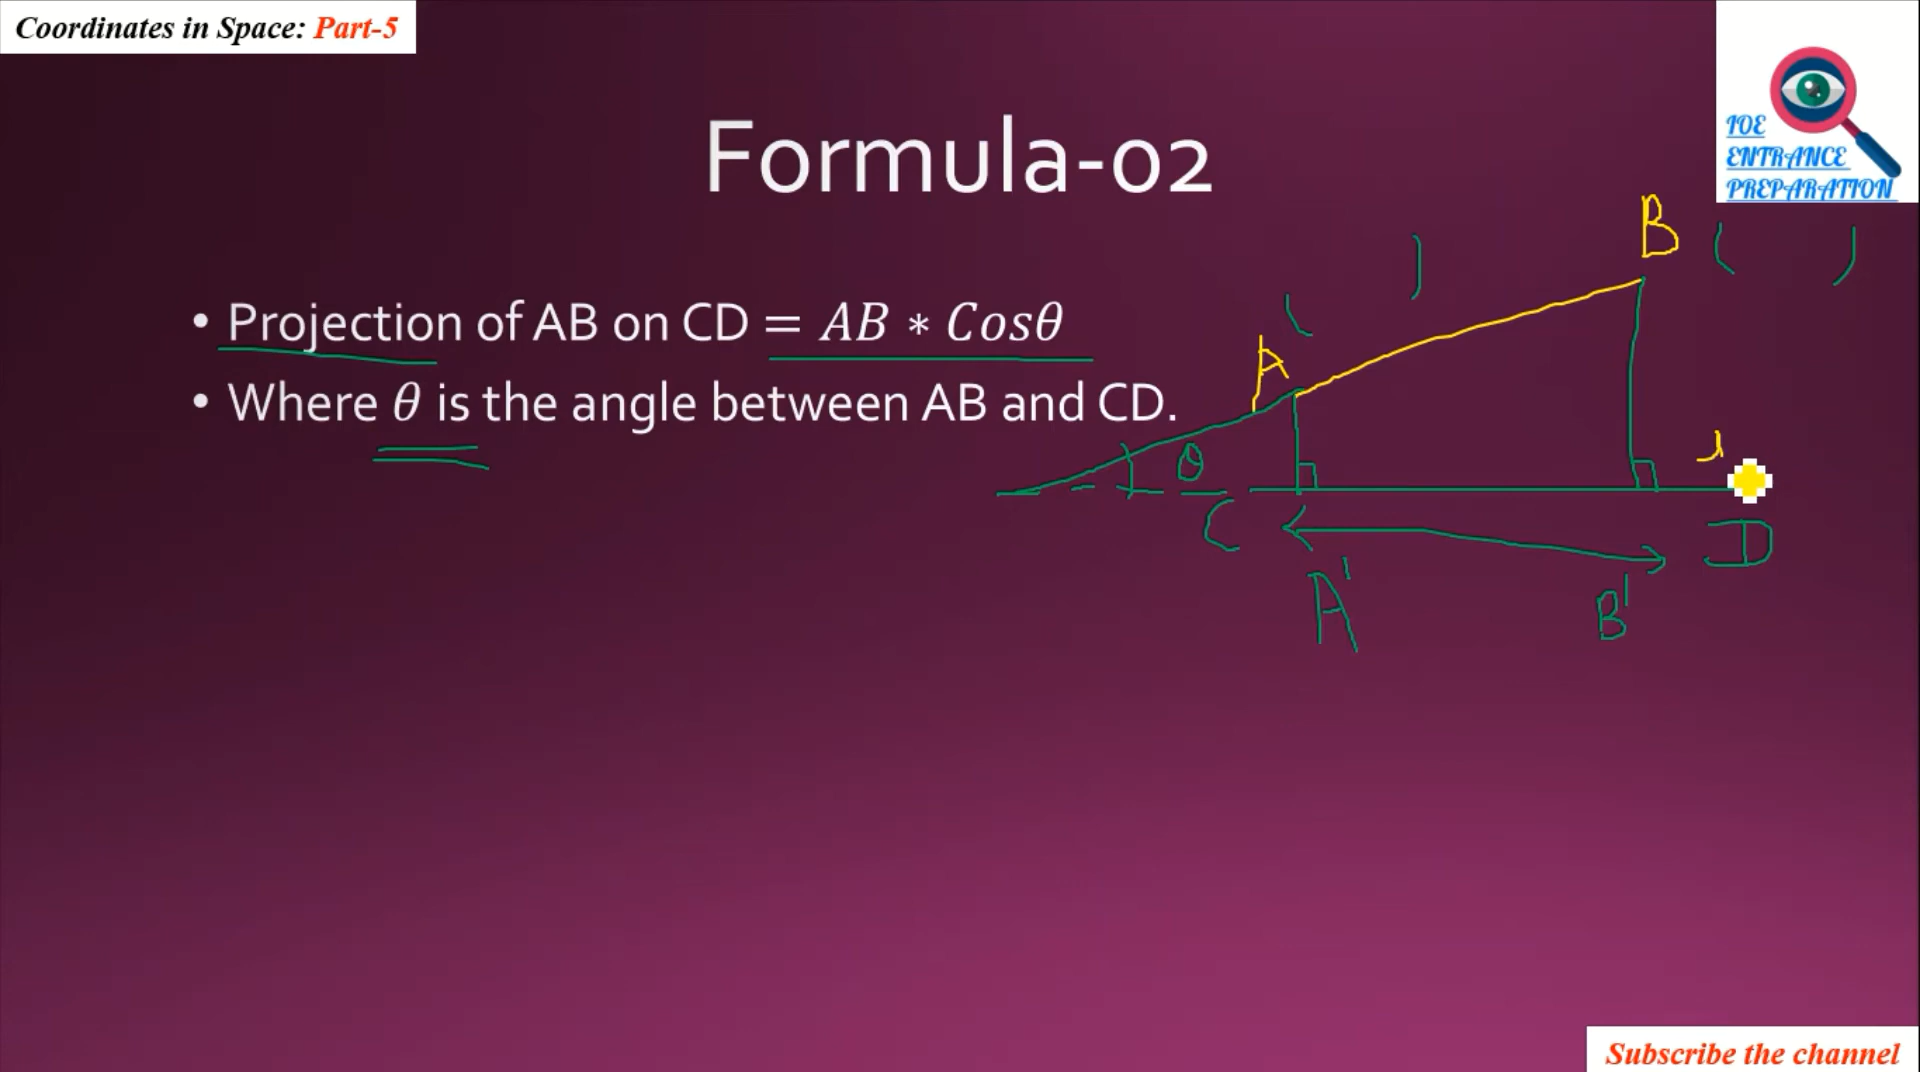 Coordinates in Space: Part-5
IOE
ENTRANCE
PREPARATION
Formula-02
• Projection of AB on CD = AB ∗ Cosθ
• Where θ is the angle between AB and CD.
B ( )
A ( )
θ
C
D
A'
B'
Subscribe the channel